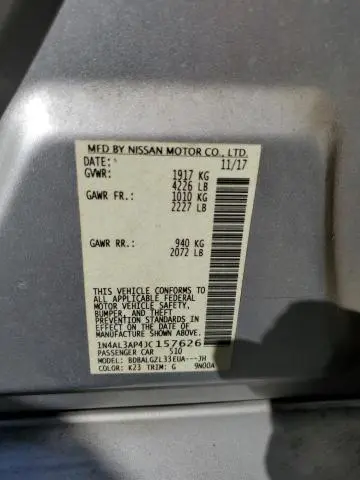 MFD BY NISSAN MOTOR CO., LTD.
DATE: 11/17
GVWR: 1917 KG
4226 LB
GAWR FR.: 1010 KG
2227 LB
GAWR RR.: 940 KG
2072 LB
THIS VEHICLE CONFORMS TO
ALL APPLICABLE U.S. FEDERAL
MOTOR VEHICLE SAFETY,
BUMPER, AND THEFT
PREVENTION STANDARDS IN
EFFECT ON THE DATE OF
MANUFACTURE SHOWN ABOVE.
1N4AL3AP4JC157626
PASSENGER CAR 510
MODEL: BDBALGZL33EUA---JH
COLOR: K23 TRIM: G 9N00A